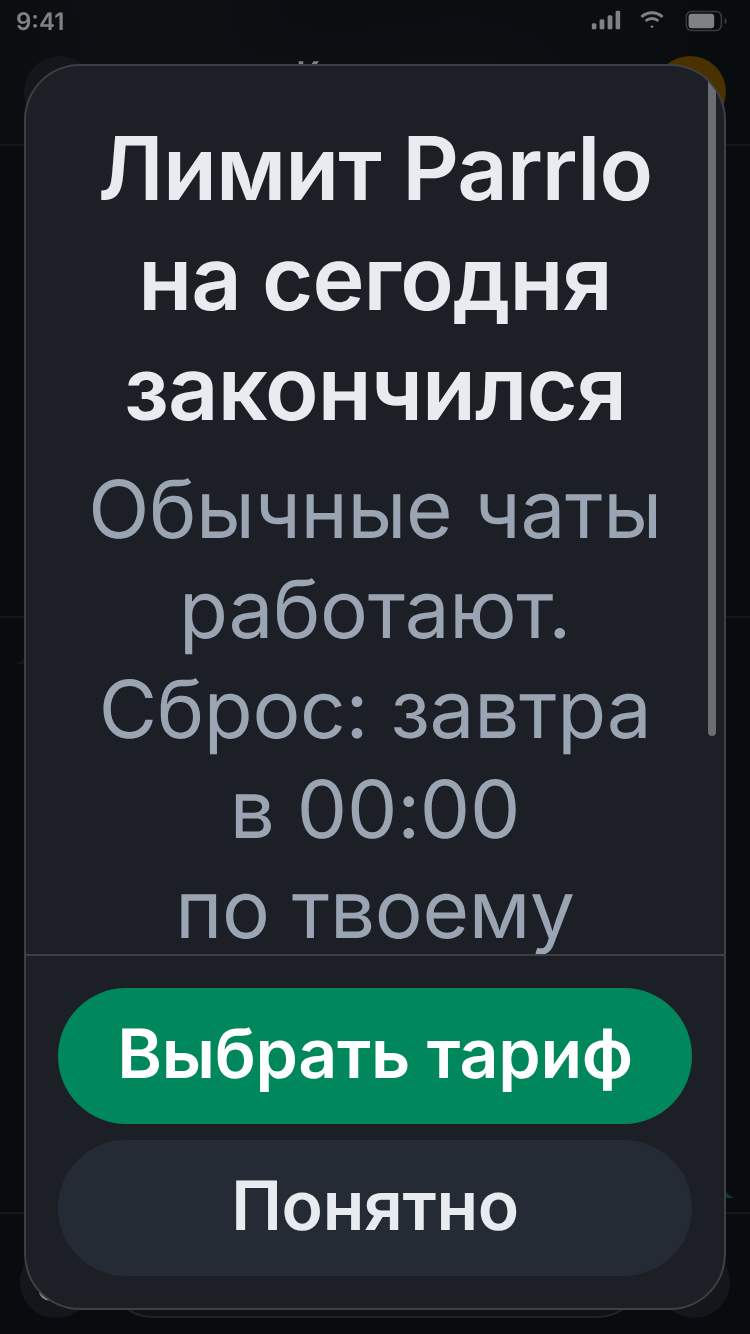 9:41
Лимит Parrlo
на сегодня
закончился
Обычные чаты
работают.
Сброс: завтра
в 00:00
по твоему
Выбрать тариф
Понятно